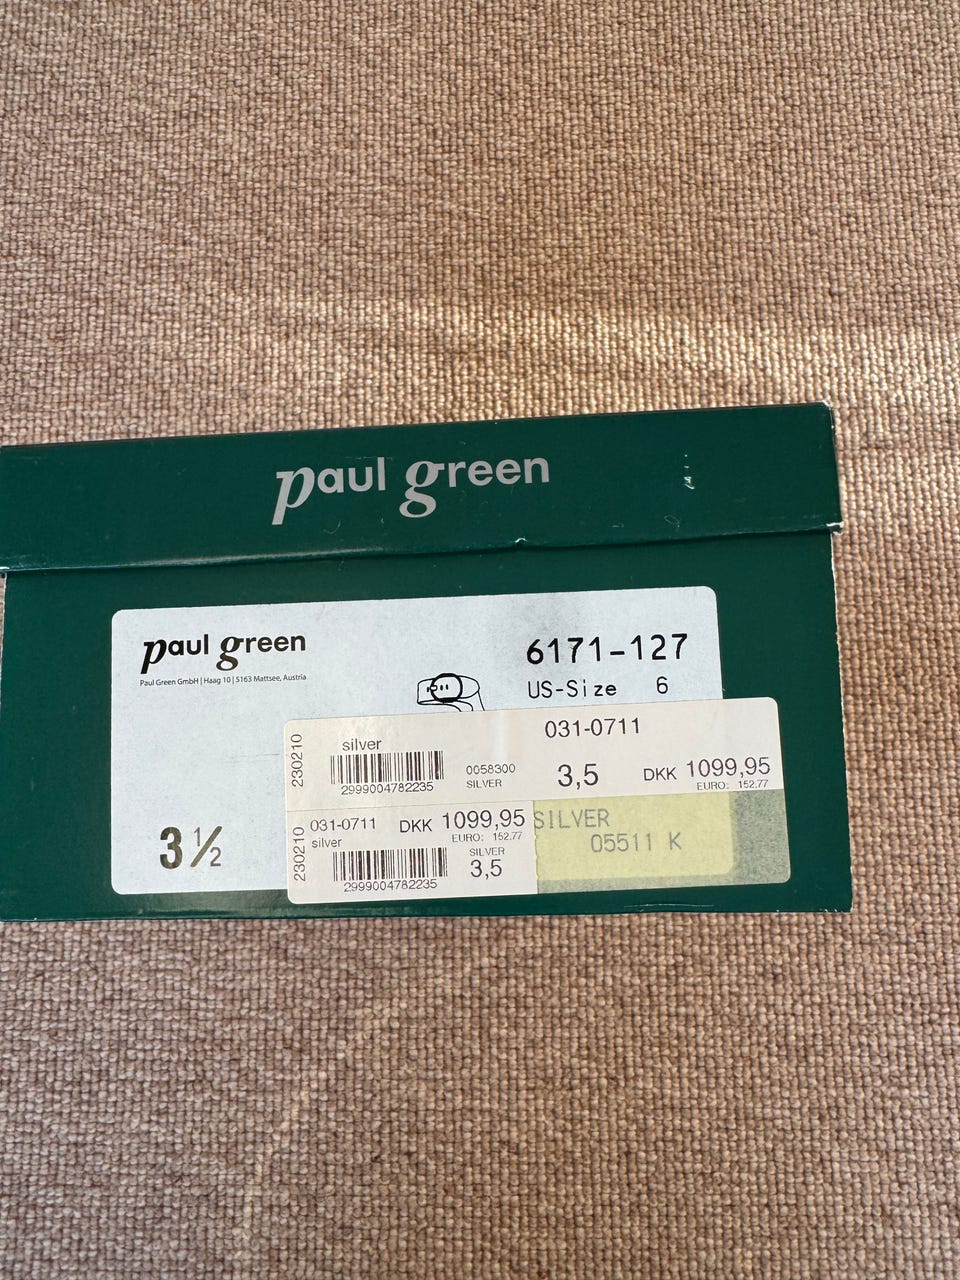 paul green
paul green
Paul Green GmbH | Haag 10 | 5163 Mattsee, Austria
6171-127
US-Size 6
3 ½
230210
silver
2999004782235
0058300
SILVER
031-0711
3,5
DKK 1099,95
EURO: 152.77
230210
031-0711
silver
DKK 1099,95
EURO: 152.77
2999004782235
SILVER
3,5
SILVER
05511 K